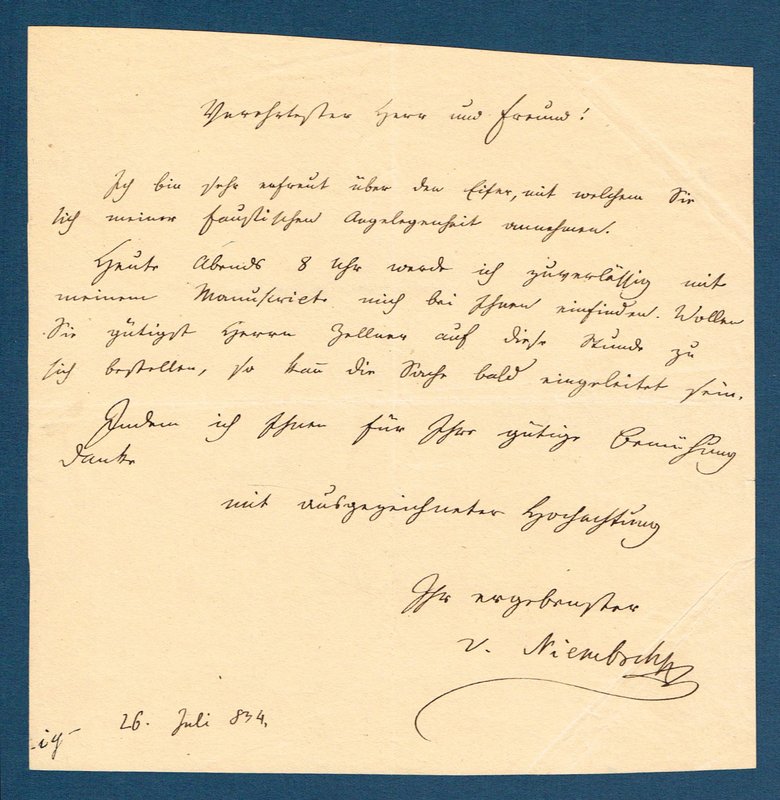 Verehrtester Herr und Freund!
Ich bin sehr erfreut über den Eifer, mit welchem Sie
sich meiner Faustischen Angelegenheit annehmen.
Heute Abends 8 Uhr werde ich zuverlässig mit
meinem Manuscripte mich bei Ihnen einfinden. Wollen
Sie gütigst Herrn Zellner auf diese Stunde zu
sich bestellen, so kann die Sache bald eingeleitet sein.
Indem ich Ihnen für Ihre gütige Bemühung
danke
mit ausgezeichneter Hochachtung
Ihr ergebenster
v. Niembsch
26. Juli 834.